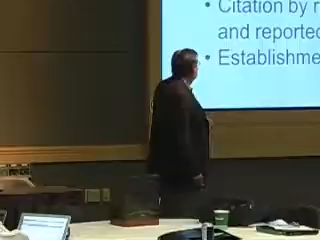 • Citation by r
and reported
• Establishme